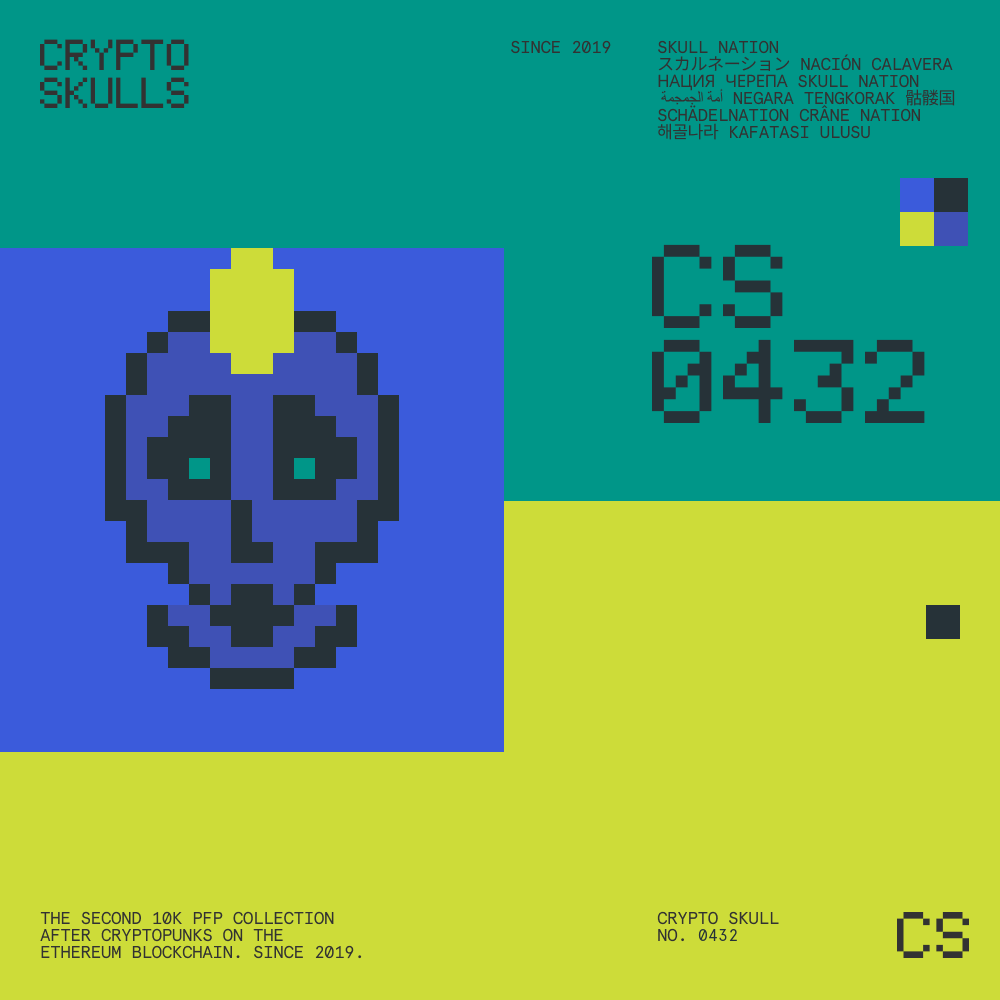 CRYPTO
SKULLS
SINCE 2019
SKULL NATION
スカルネーション NACIÓN CALAVERA
НАЦИЯ ЧЕРЕПА SKULL NATION
أمة الجمجمة NEGARA TENGKORAK 骷髅国
SCHÄDELNATION CRÂNE NATION
해골나라 KAFATASI ULUSU
CS
0432
THE SECOND 10K PFP COLLECTION
AFTER CRYPTOPUNKS ON THE
ETHEREUM BLOCKCHAIN. SINCE 2019.
CRYPTO SKULL
NO. 0432
CS